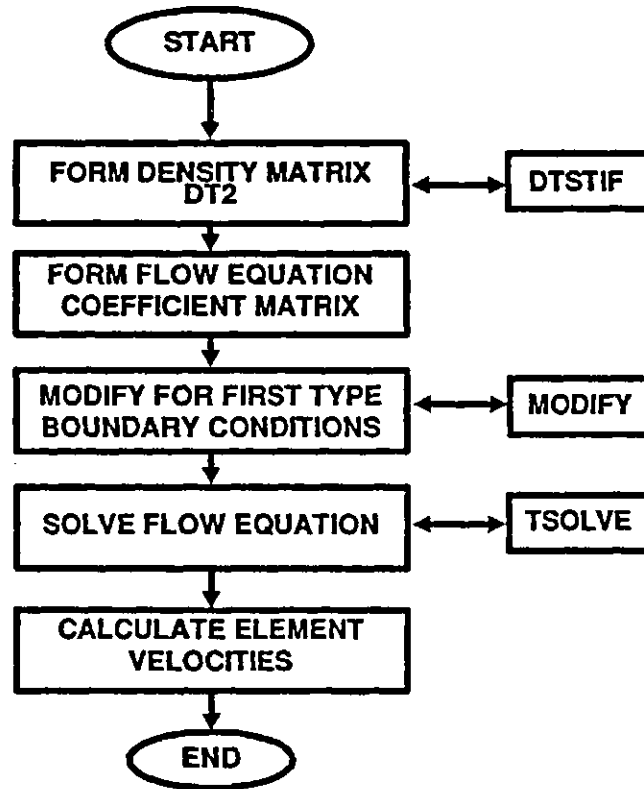 START
FORM DENSITY MATRIX
DT2
DTSTIF
FORM FLOW EQUATION
COEFFICIENT MATRIX
MODIFY FOR FIRST TYPE
BOUNDARY CONDITIONS
MODIFY
SOLVE FLOW EQUATION
TSOLVE
CALCULATE ELEMENT
VELOCITIES
END